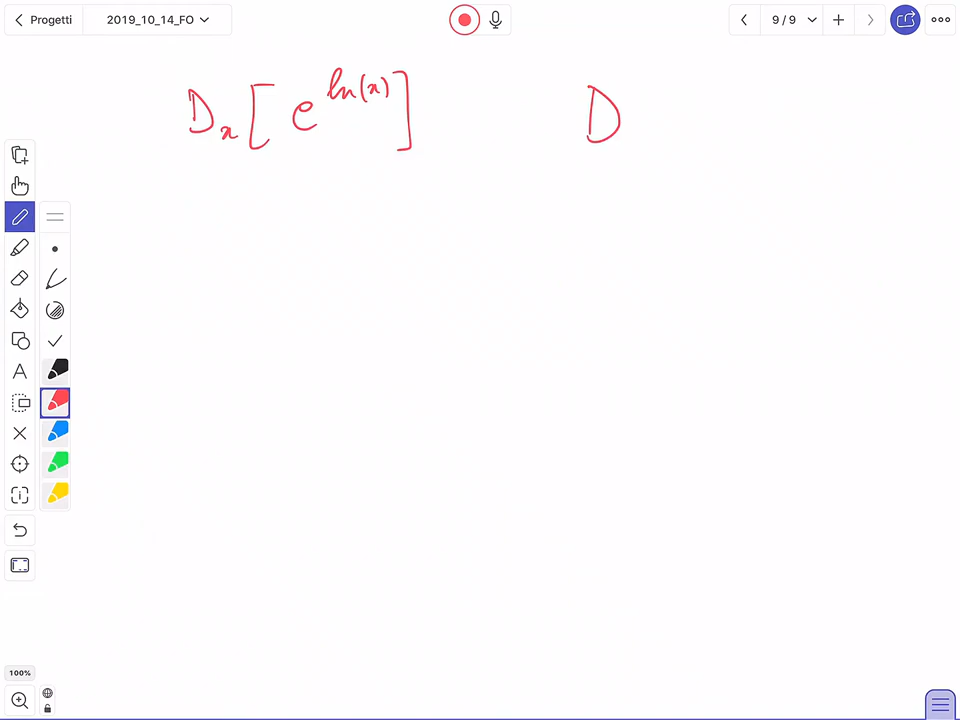 Progetti 2019_10_14_FO 9 / 9
Dx[e^ln(x)] D
A
100%